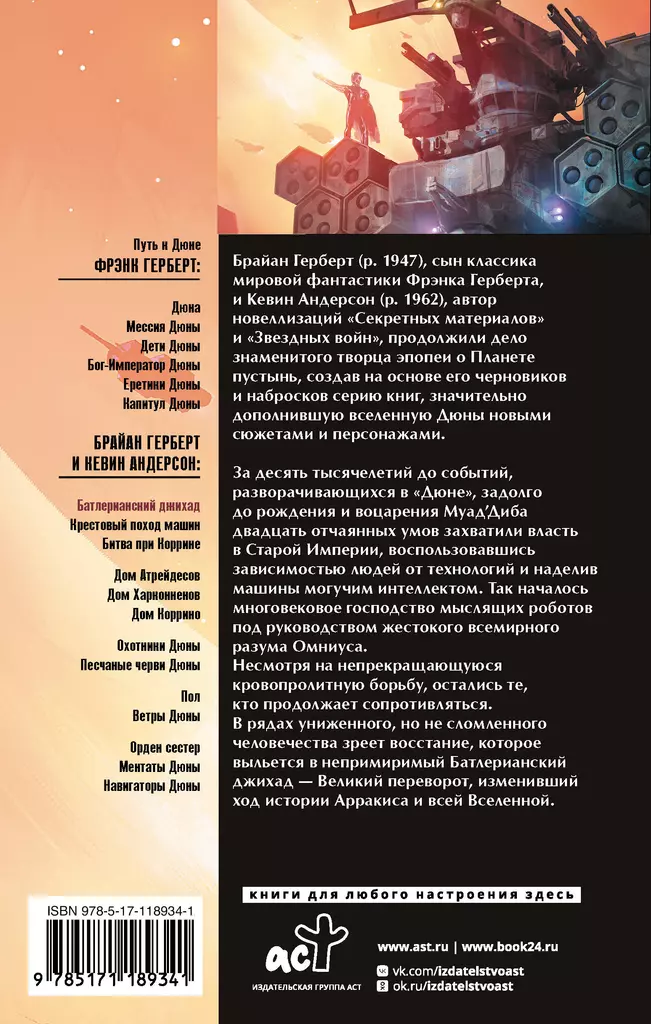 Путь к Дюне
ФРЭНК ГЕРБЕРТ:
Дюна
Мессия Дюны
Дети Дюны
Бог-Император Дюны
Еретики Дюны
Капитул Дюны
БРАЙАН ГЕРБЕРТ
И КЕВИН АНДЕРСОН:
Батлерианский джихад
Крестовый поход машин
Битва при Коррине
Дом Атрейдесов
Дом Харконненов
Дом Коррино
Охотники Дюны
Песчаные черви Дюны
Пол
Ветры Дюны
Орден сестер
Ментаты Дюны
Навигаторы Дюны
Брайан Герберт (р. 1947), сын классика
мировой фантастики Фрэнка Герберта,
и Кевин Андерсон (р. 1962), автор
новеллизаций «Секретных материалов»
и «Звездных войн», продолжили дело
знаменитого творца эпопеи о Планете
пустынь, создав на основе его черновиков
и набросков серию книг, значительно
дополнившую вселенную Дюны новыми
сюжетами и персонажами.
За десять тысячелетий до событий,
разворачивающихся в «Дюне», задолго
до рождения и воцарения Муад’Диба
двадцать отчаянных умов захватили власть
в Старой Империи, воспользовавшись
зависимостью людей от технологий и наделив
машины могучим интеллектом. Так началось
многовековое господство мыслящих роботов
под руководством жестокого всемирного
разума Омниуса.
Несмотря на непрекращающуюся
кровопролитную борьбу, остались те,
кто продолжает сопротивляться.
В рядах униженного, но не сломленного
человечества зреет восстание, которое
выльется в непримиримый Батлерианский
джихад — Великий переворот, изменивший
ход истории Арракиса и всей Вселенной.
ISBN 978-5-17-118934-1
9 785171 189341
книги для любого настроения здесь
аст
ИЗДАТЕЛЬСКАЯ ГРУППА АСТ
www.ast.ru | www.book24.ru
vk.com/izdatelstvoast
ok.ru/izdatelstvoast